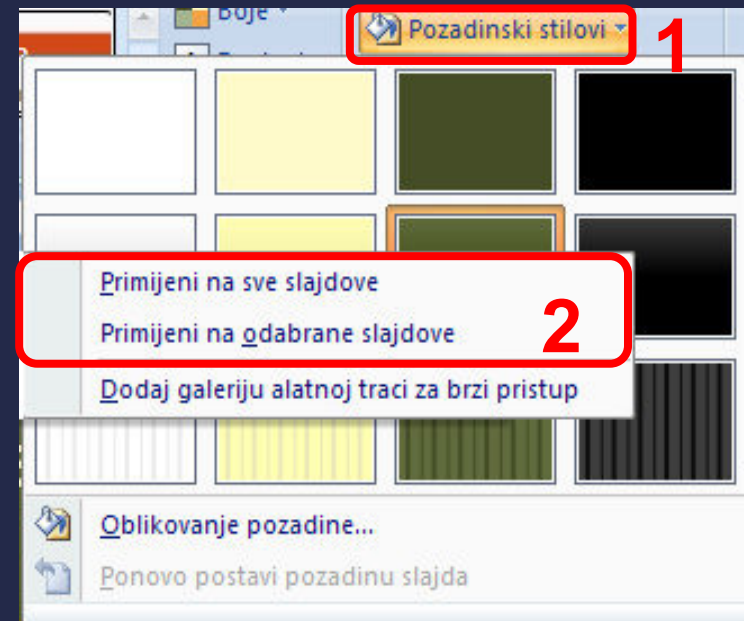 Boje
Pozadinski stilovi
1
Primijeni na sve slajdove
Primijeni na odabrane slajdove
2
Dodaj galeriju alatnoj traci za brzi pristup
Oblikovanje pozadine...
Ponovo postavi pozadinu slajda